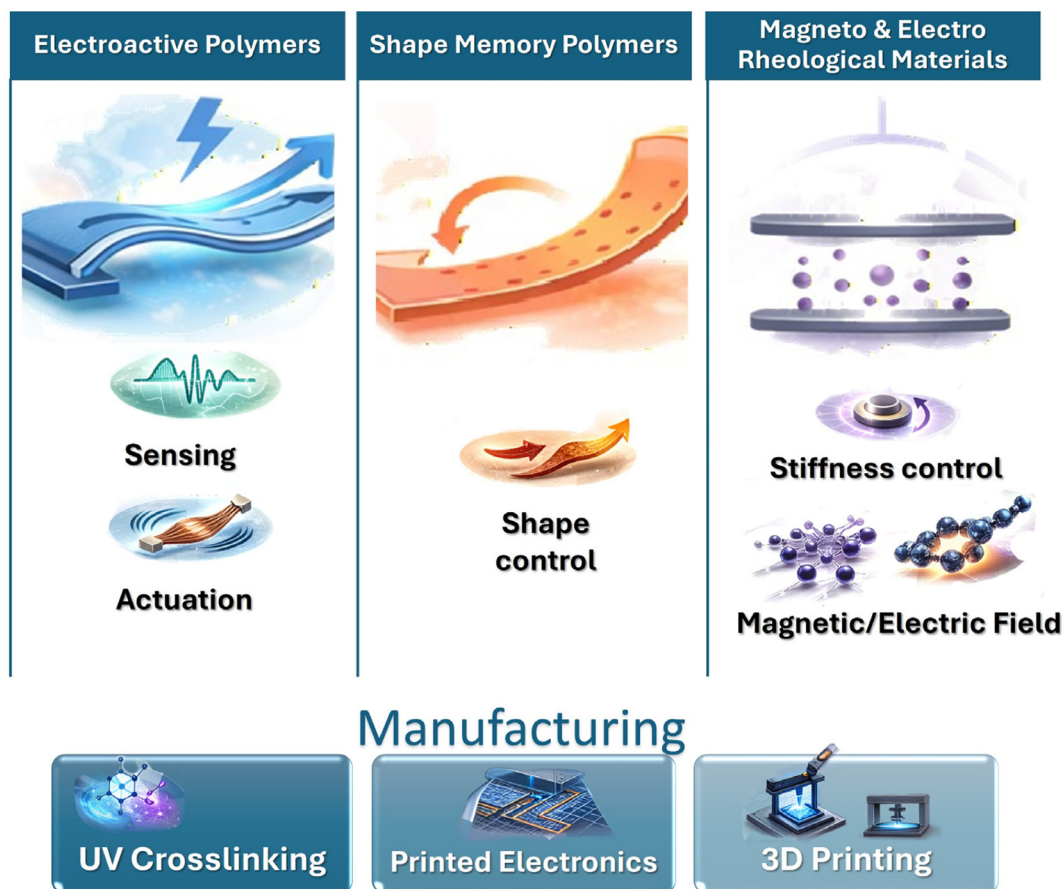 Electroactive Polymers
Shape Memory Polymers
Magneto & Electro
Rheological Materials
Sensing
Actuation
Shape
control
Stiffness control
Magnetic/Electric Field
Manufacturing
UV Crosslinking
Printed Electronics
3D Printing